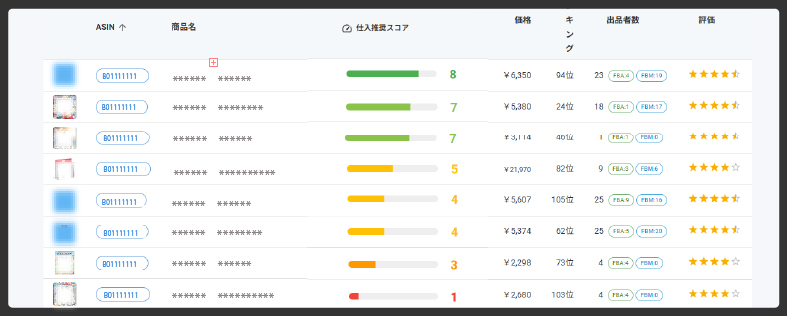 ASIN 商品名 仕入推奨スコア 価格 キング 出品者数 評価
B01111111 ****** ****** 8 ¥6,350 94位 23 FBA:4 FBM:19
B01111111 ****** ******** 7 ¥5,380 24位 18 FBA:1 FBM:17
B01111111 ****** ****** 7 FBA:1 FBM:0
B01111111 ****** ********** 5 ¥21,970 82位 9 FBA:3 FBM:6
B01111111 ****** ****** 4 ¥5,607 105位 25 FBA:9 FBM:16
B01111111 ****** ******** 4 ¥5,374 62位 25 FBA:5 FBM:20
B01111111 ****** ****** 3 ¥2,298 73位 4 FBA:4 FBM:0
B01111111 ****** ********** 1 ¥2,680 103位 4 FBA:4 FBM:0